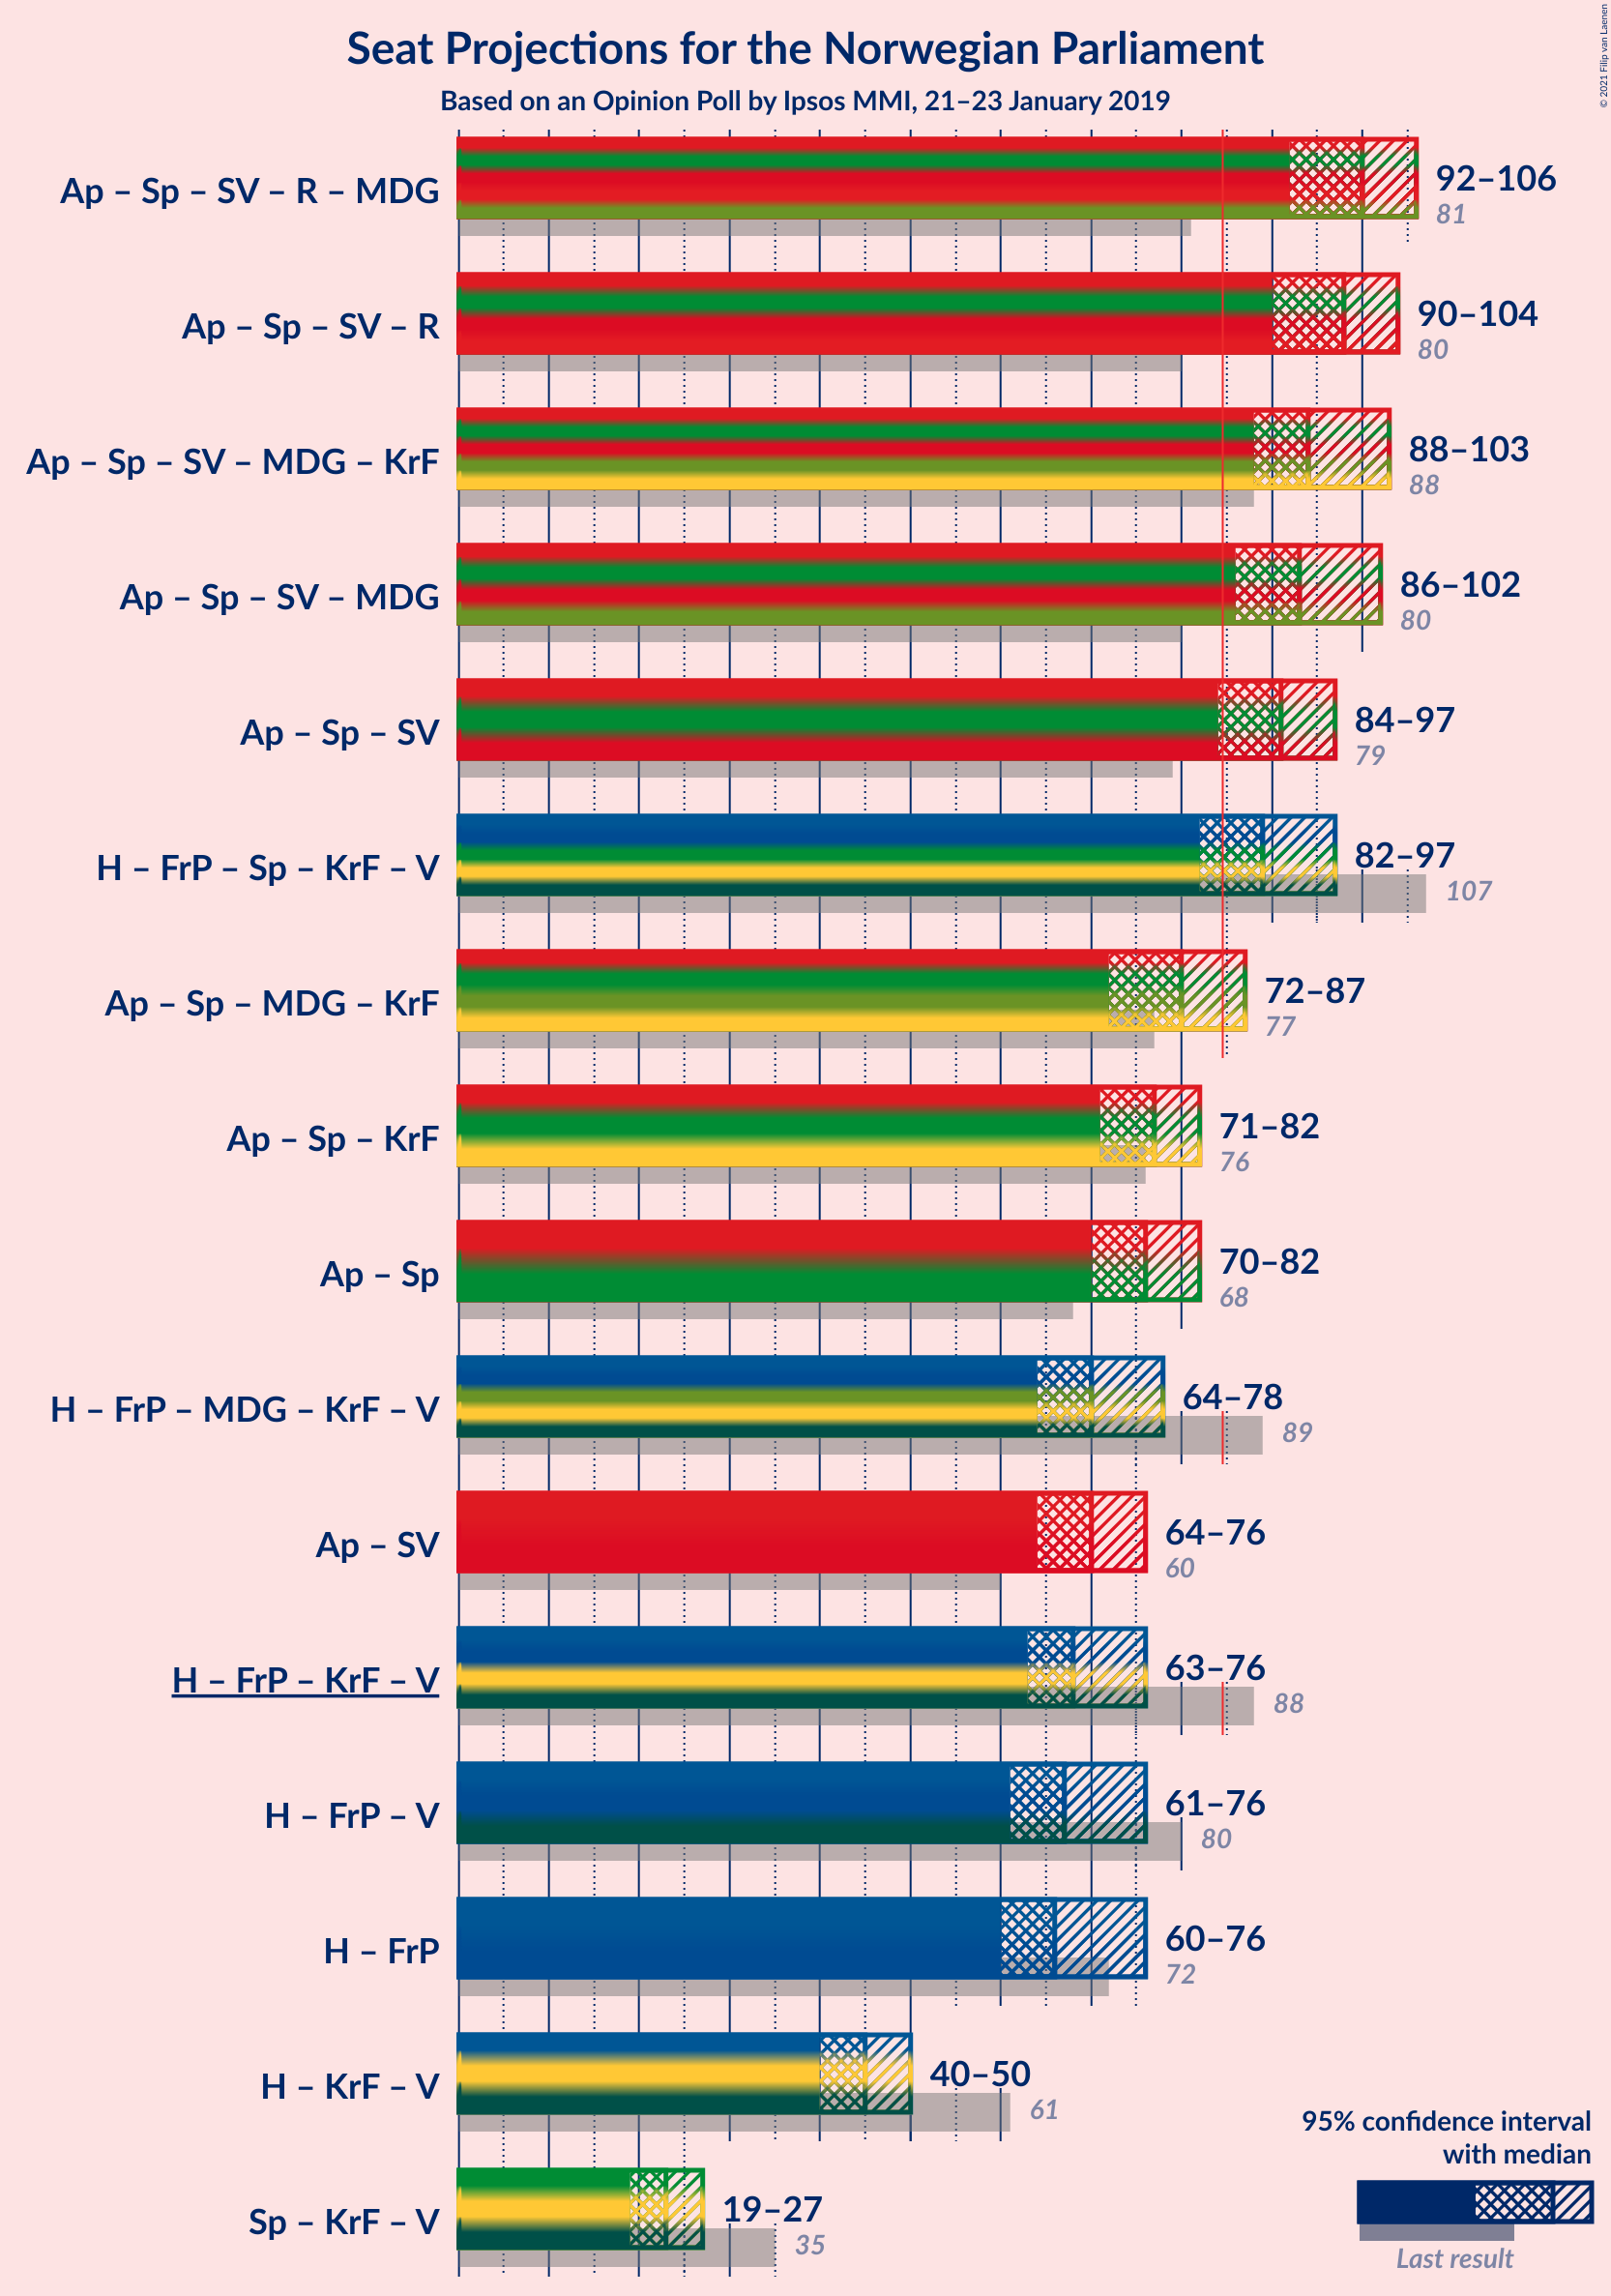 © 2021 Filip van Laenen
Seat Projections for the Norwegian Parliament
Based on an Opinion Poll by Ipsos MMI, 21–23 January 2019
Ap – Sp – SV – R – MDG
92–106
81
Ap – Sp – SV – R
90–104
80
Ap – Sp – SV – MDG – KrF
88–103
88
Ap – Sp – SV – MDG
86–102
80
Ap – Sp – SV
84–97
79
H – FrP – Sp – KrF – V
82–97
107
Ap – Sp – MDG – KrF
72–87
77
Ap – Sp – KrF
71–82
76
Ap – Sp
70–82
68
H – FrP – MDG – KrF – V
64–78
89
Ap – SV
64–76
60
H – FrP – KrF – V
63–76
88
H – FrP – V
61–76
80
H – FrP
60–76
72
H – KrF – V
40–50
61
Sp – KrF – V
19–27
35
95% confidence interval
with median
Last result